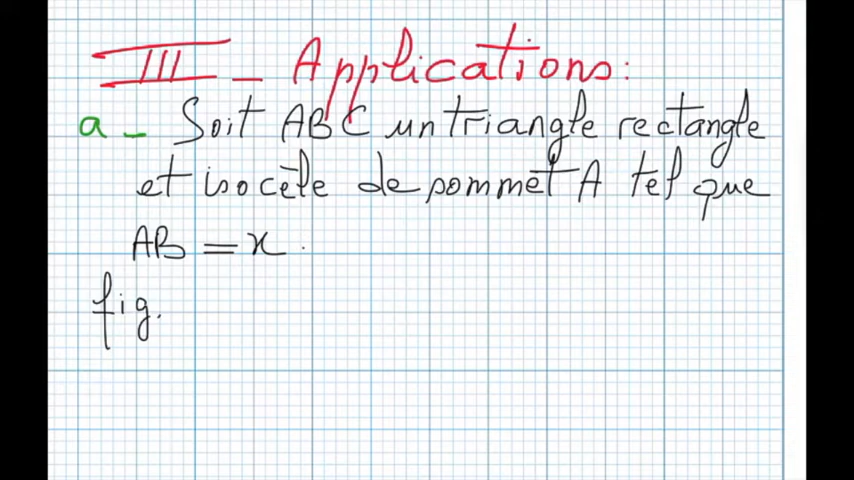 III - Applications:
a - Soit ABC un triangle rectangle
et isocèle de sommet A tel que
AB = x.
fig.